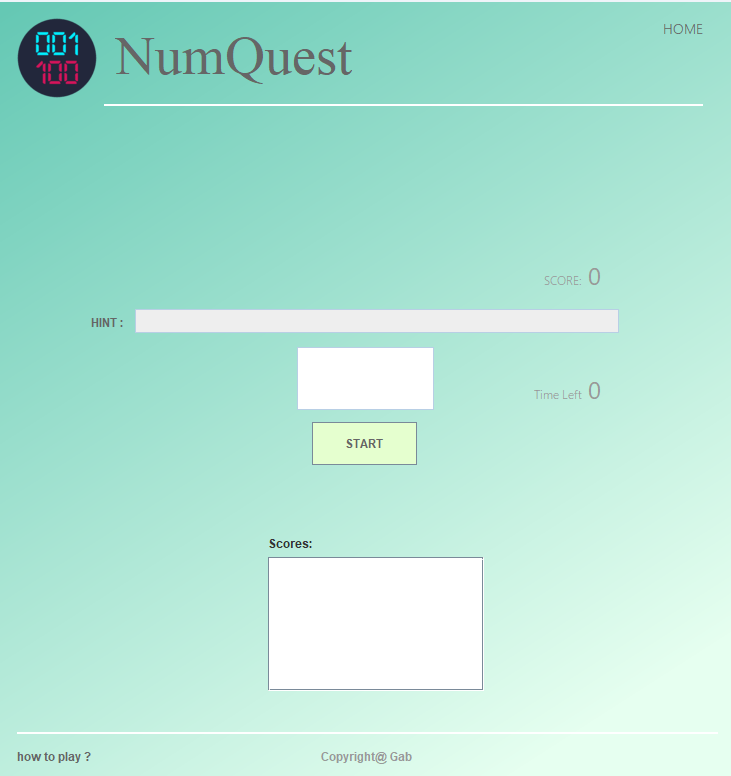 001
100
NumQuest
HOME
SCORE: 0
HINT :
Time Left 0
START
Scores:
how to play ?
Copyright@ Gab